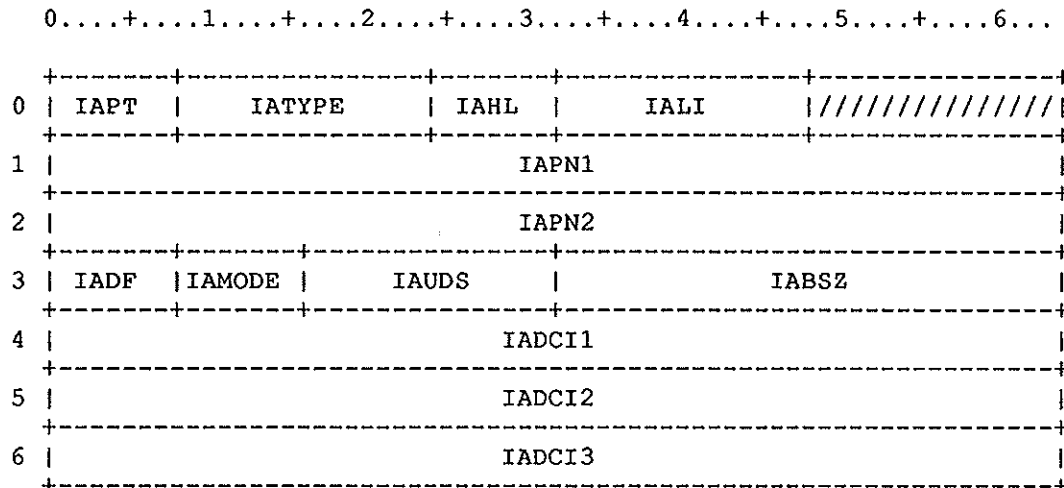 0....+....1....+....2....+....3....+....4....+....5....+....6...
+-------+---------------+-------+---------------+---------------+
0 | IAPT | IATYPE | IAHL | IALI |///////////////|
+-------+---------------+-------+---------------+---------------+
1 | IAPN1 |
+---------------------------------------------------------------+
2 | IAPN2 |
+-------+-------+---------------+-------------------------------+
3 | IADF |IAMODE | IAUDS | IABSZ |
+-------+-------+---------------+-------------------------------+
4 | IADCI1 |
+---------------------------------------------------------------+
5 | IADCI2 |
+---------------------------------------------------------------+
6 | IADCI3 |
+---------------------------------------------------------------+